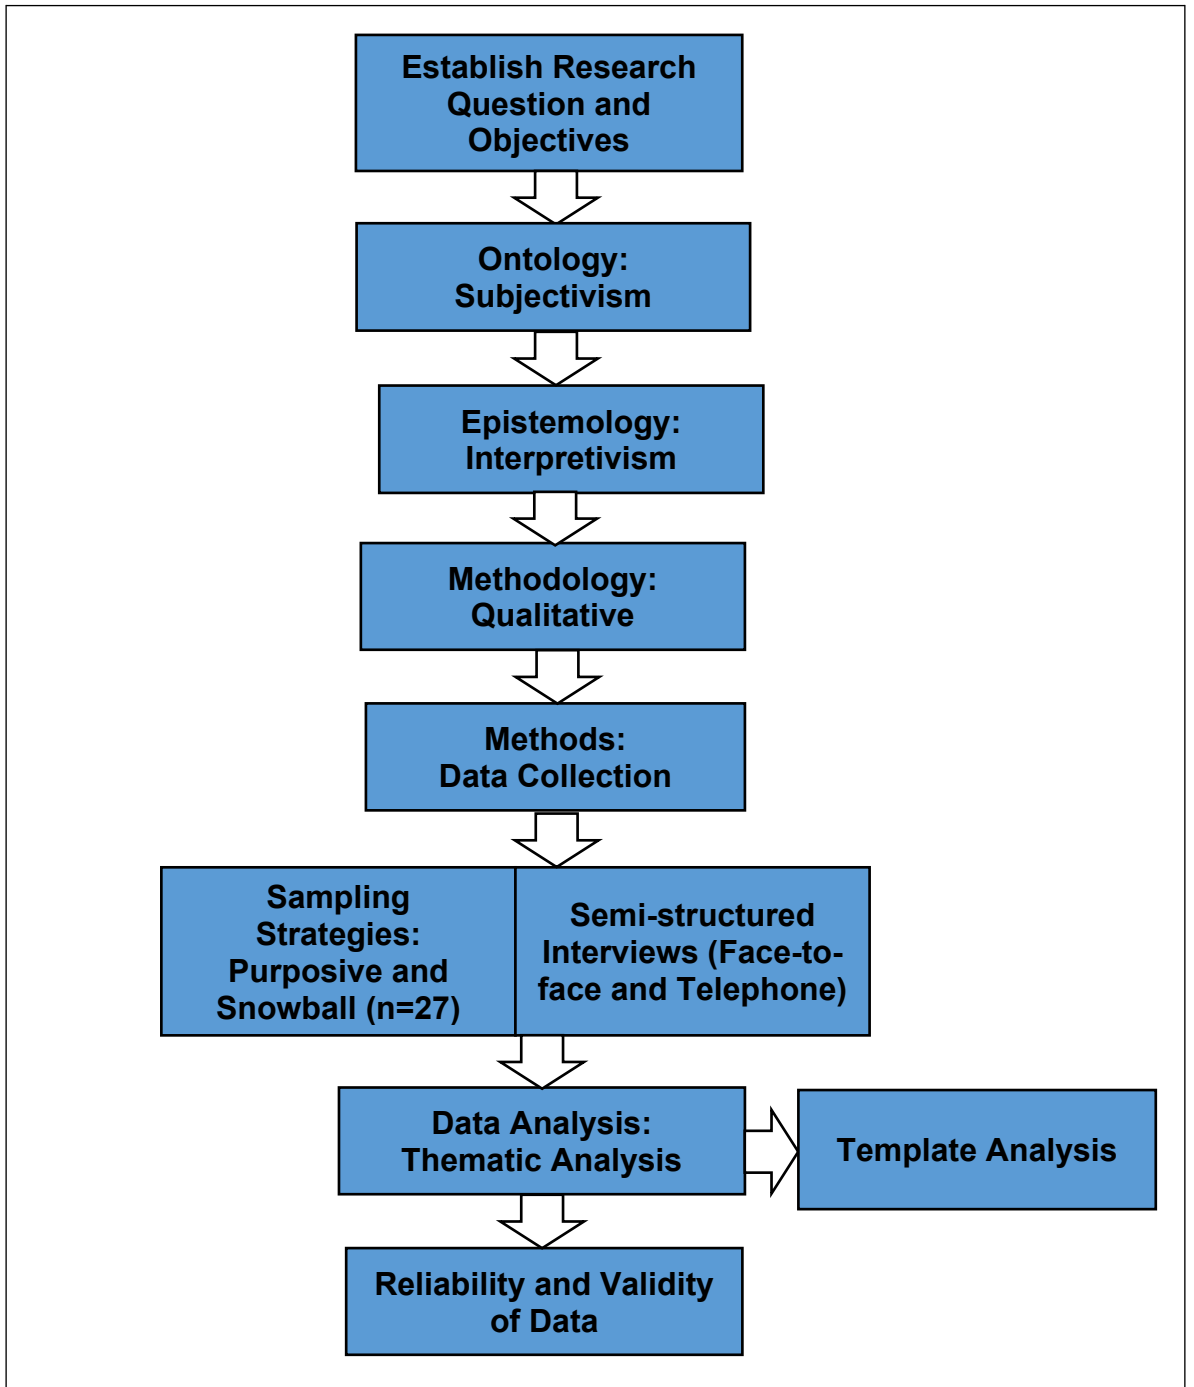 Establish Research
Question and
Objectives
Ontology:
Subjectivism
Epistemology:
Interpretivism
Methodology:
Qualitative
Methods:
Data Collection
Sampling
Strategies:
Purposive and
Snowball (n=27)
Semi-structured
Interviews (Face-to-
face and Telephone)
Data Analysis:
Thematic Analysis
Template Analysis
Reliability and Validity
of Data